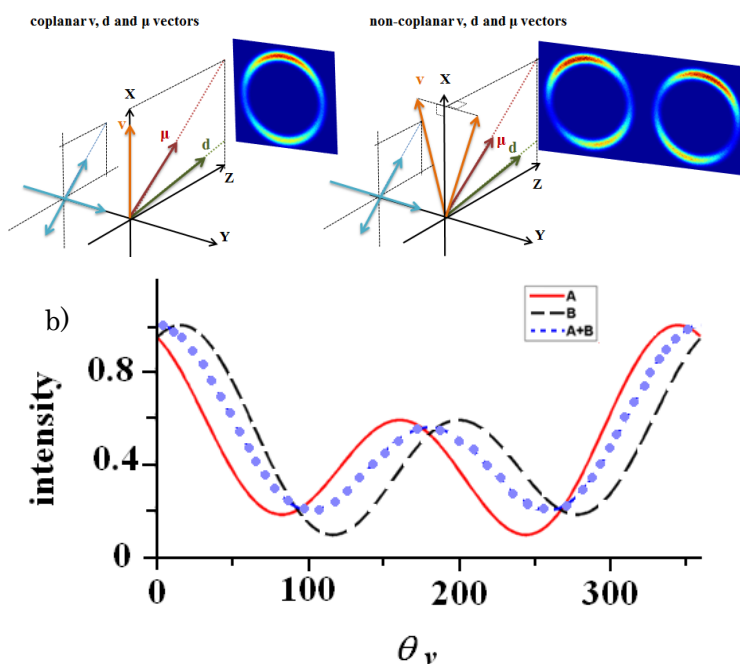 coplanar v, d and μ vectors
non-coplanar v, d and μ vectors
X
v
μ
d
Z
Y
v
X
μ
d
Z
Y
b)
A
B
A+B
intensity
0.8
0.4
0
0
100
200
300
θv